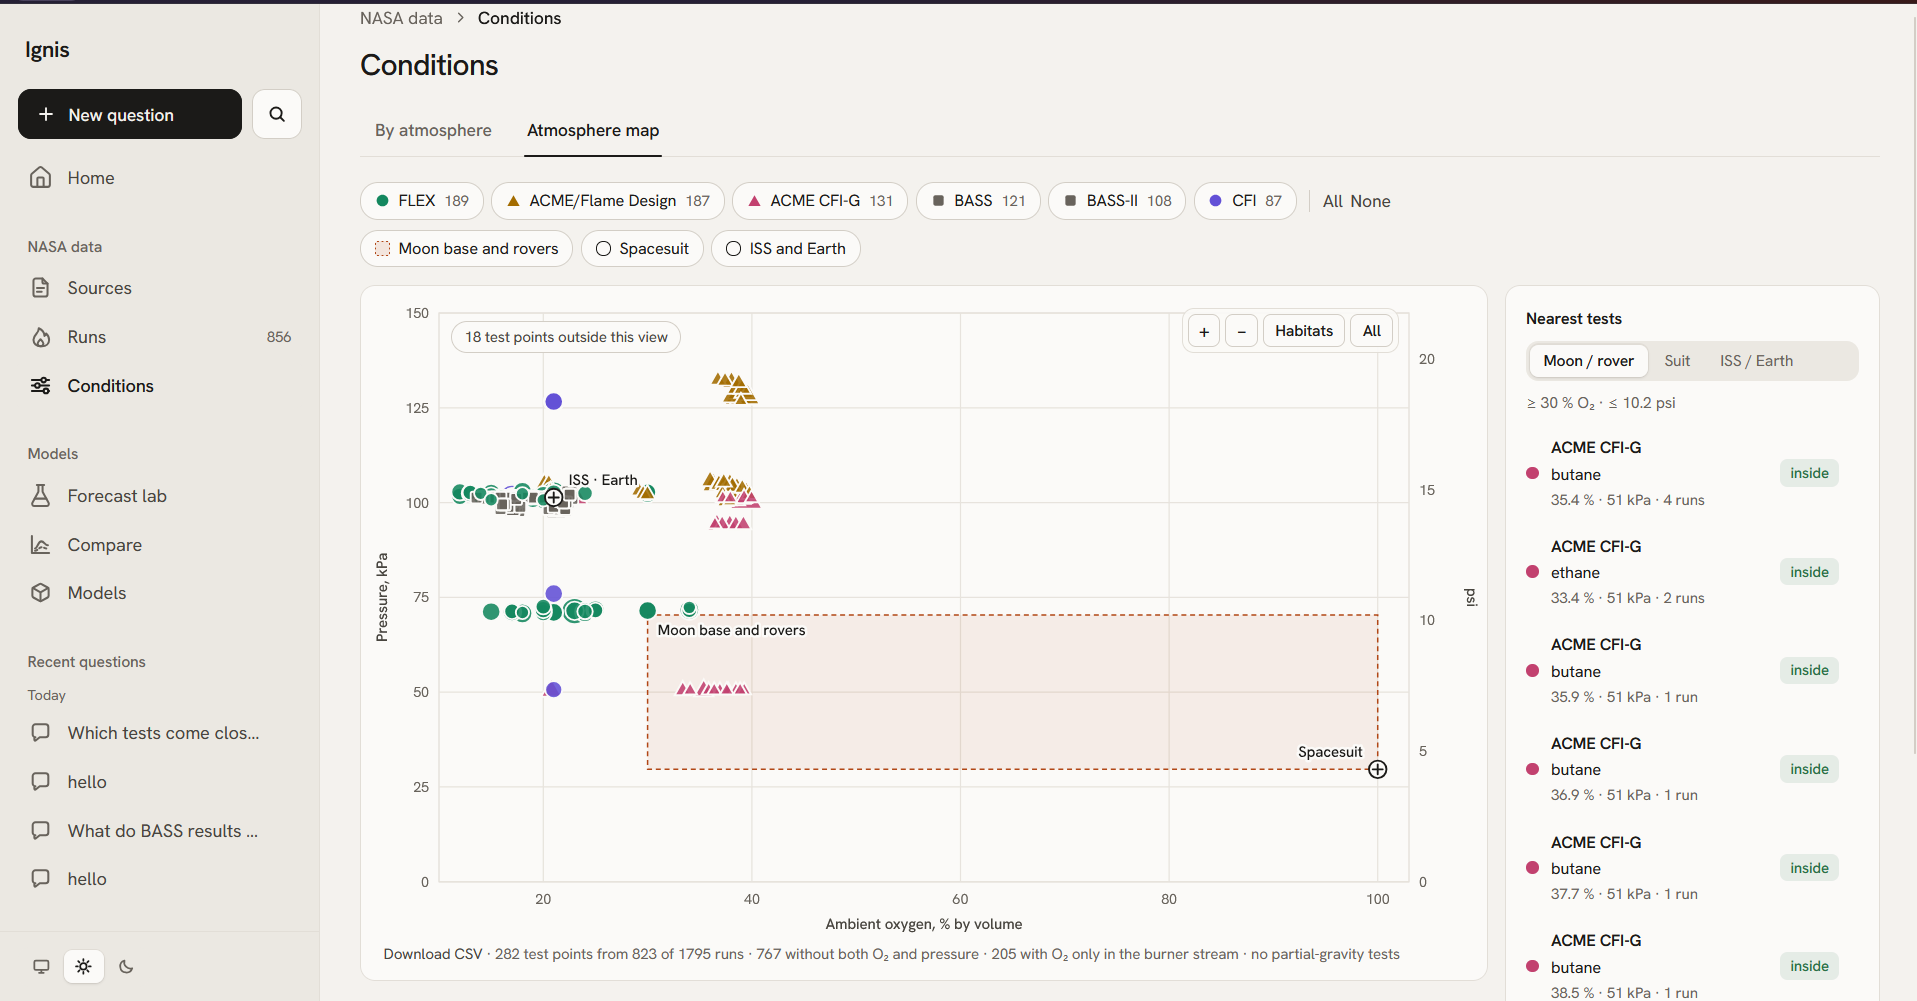 Ignis
New question
Home
NASA data
Sources
Runs 856
Conditions
Models
Forecast lab
Compare
Models
Recent questions
Today
Which tests come clos...
hello
What do BASS results ...
hello
NASA data > Conditions
Conditions
By atmosphere Atmosphere map
FLEX 189 ACME/Flame Design 187 ACME CFI-G 131 BASS 121 BASS-II 108 CFI 87 All None
Moon base and rovers Spacesuit ISS and Earth
18 test points outside this view
+ − Habitats All
150
125
100
75
50
25
0
Pressure, kPa
20
15
10
5
0
psi
ISS · Earth
Moon base and rovers
Spacesuit
20 40 60 80 100
Ambient oxygen, % by volume
Download CSV · 282 test points from 823 of 1795 runs · 767 without both O₂ and pressure · 205 with O₂ only in the burner stream · no partial-gravity tests
Nearest tests
Moon / rover Suit ISS / Earth
≥ 30 % O₂ · ≤ 10.2 psi
ACME CFI-G
butane inside
35.4 % · 51 kPa · 4 runs
ACME CFI-G
ethane inside
33.4 % · 51 kPa · 2 runs
ACME CFI-G
butane inside
35.9 % · 51 kPa · 1 run
ACME CFI-G
butane inside
36.9 % · 51 kPa · 1 run
ACME CFI-G
butane inside
37.7 % · 51 kPa · 1 run
ACME CFI-G
butane inside
38.5 % · 51 kPa · 1 run